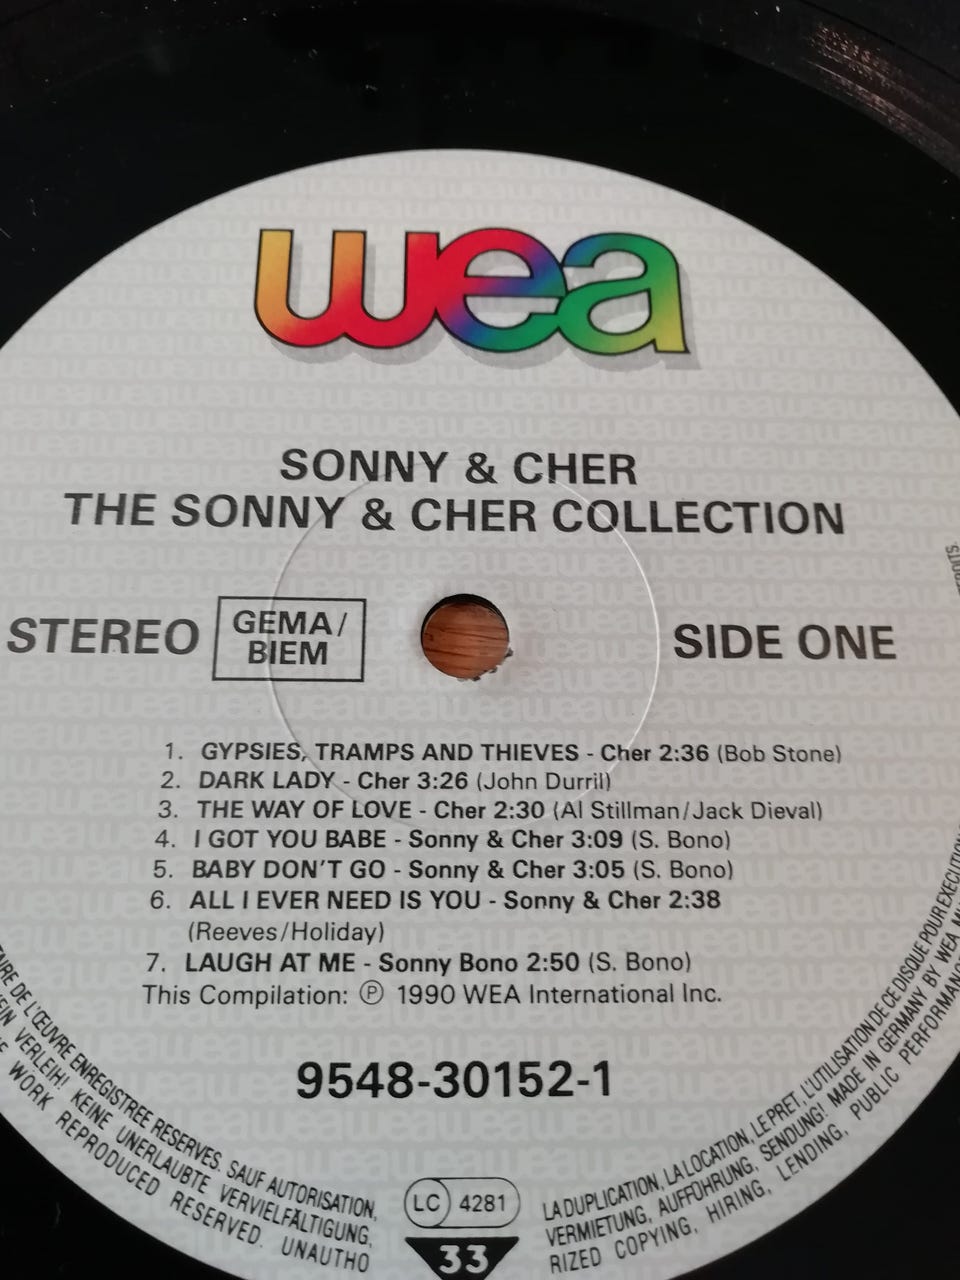 wea
SONNY & CHER
THE SONNY & CHER COLLECTION
STEREO
GEMA/
BIEM
SIDE ONE
1. GYPSIES, TRAMPS AND THIEVES - Cher 2:36 (Bob Stone)
2. DARK LADY - Cher 3:26 (John Durril)
3. THE WAY OF LOVE - Cher 2:30 (Al Stillman/Jack Dieval)
4. I GOT YOU BABE - Sonny & Cher 3:09 (S. Bono)
5. BABY DON'T GO - Sonny & Cher 3:05 (S. Bono)
6. ALL I EVER NEED IS YOU - Sonny & Cher 2:38
(Reeves/Holiday)
7. LAUGH AT ME - Sonny Bono 2:50 (S. Bono)
This Compilation: ℗ 1990 WEA International Inc.
9548-30152-1
DE L'ŒUVRE ENREGISTREE RESERVES. SAUF AUTORISATION,
VERLEIH! KEINE UNERLAUBTE VERVIELFÄLTIGUNG,
WORK REPRODUCED RESERVED. UNAUTHO
LC 4281
33
LA DUPLICATION, LA LOCATION, LE PRET, L'UTILISATION DE CE DISQUE POUR EXECUTION
VERMIETUNG, AUFFÜHRUNG, SENDUNG! MADE IN GERMANY BY WEA
RIZED COPYING, HIRING, LENDING, PUBLIC PERFORMANCE